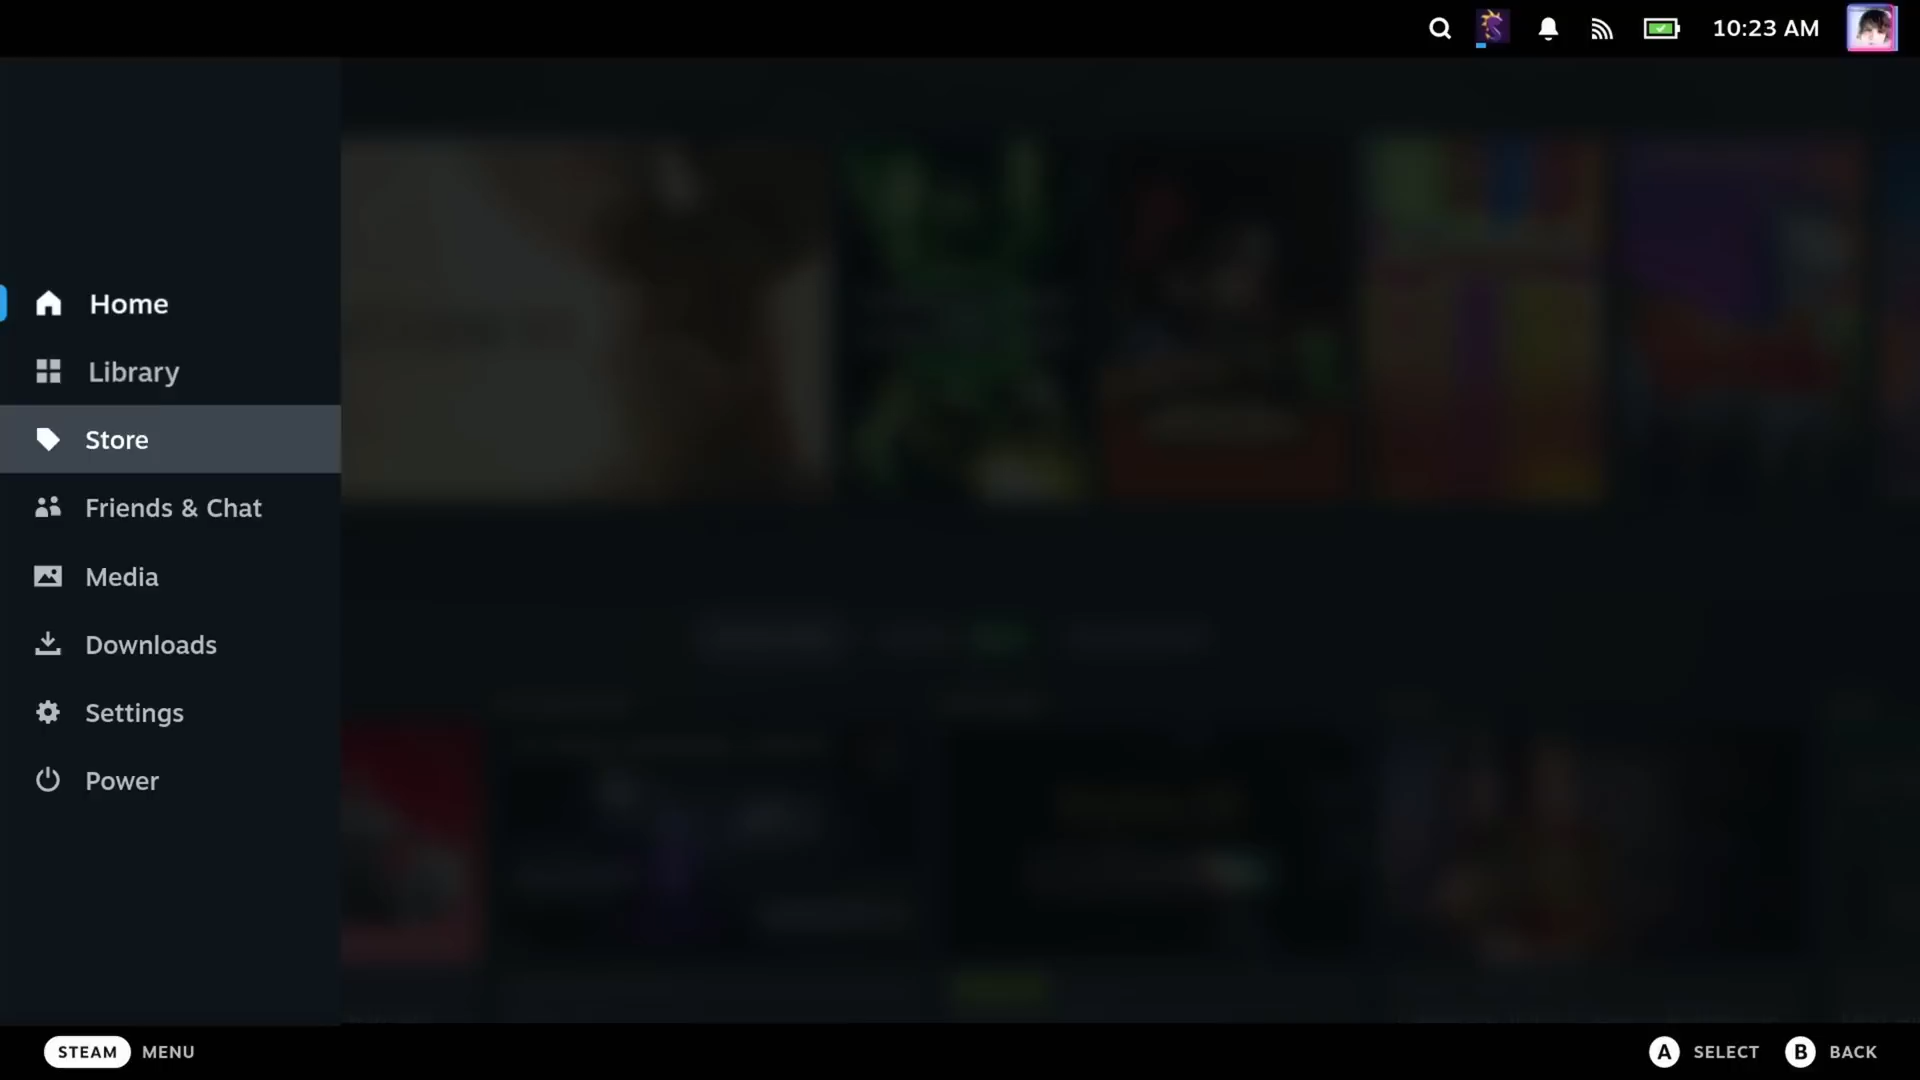 10:23 AM
Home
Library
Store
Friends & Chat
Media
Downloads
Settings
Power
STEAM MENU
A SELECT B BACK